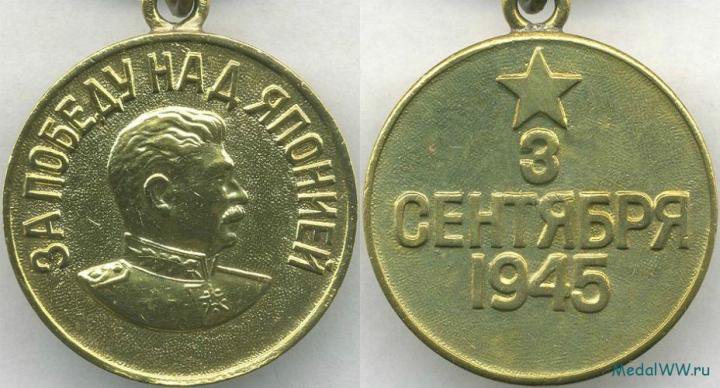 ЗА ПОБЕДУ НАД ЯПОНИЕЙ
3
СЕНТЯБРЯ
1945
MedalWW.ru